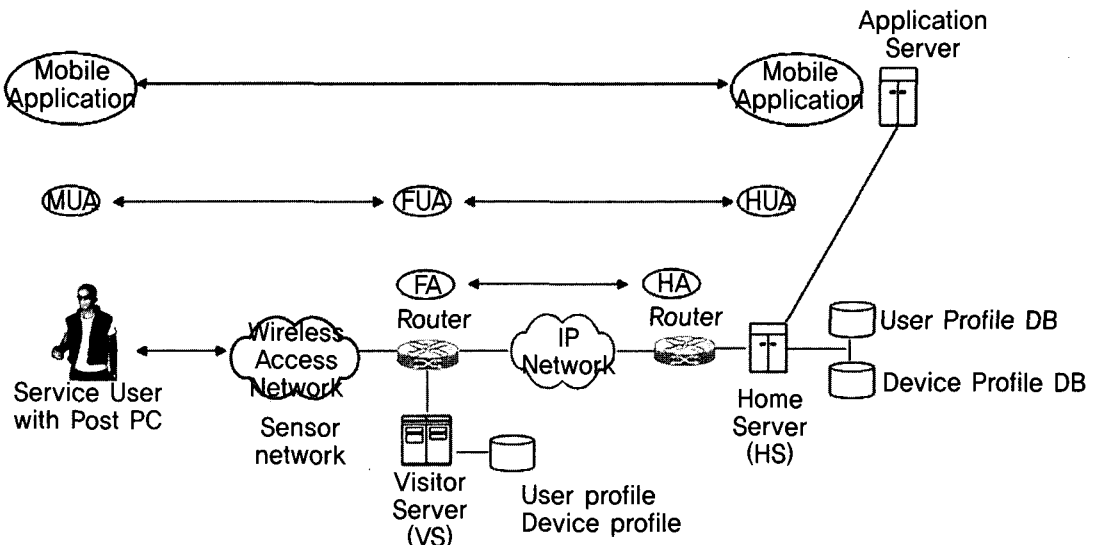 Application
Server
Mobile
Application
Mobile
Application
MUA
FUA
HUA
FA
HA
Router
Router
Wireless
Access
Network
IP
Network
User Profile DB
Device Profile DB
Service User
with Post PC
Sensor
network
Home
Server
(HS)
Visitor
Server
(VS)
User profile
Device profile